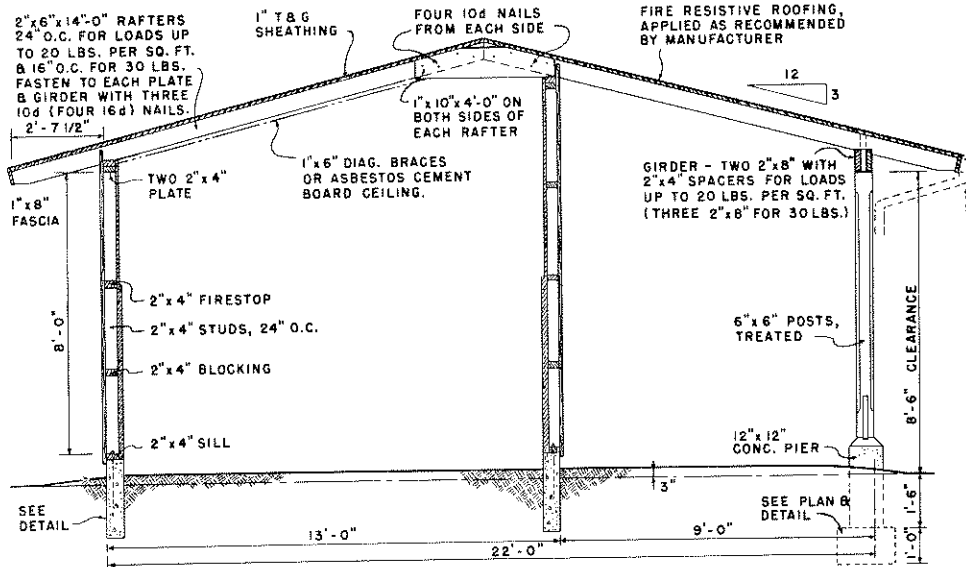 2"x6"x14'-0" RAFTERS
24" O.C. FOR LOADS UP
TO 20 LBS. PER SQ. FT.
& 16" O.C. FOR 30 LBS.
FASTEN TO EACH PLATE
& GIRDER WITH THREE
10d (FOUR 16d) NAILS.
2'-7 1/2"
1" T & G
SHEATHING
FOUR 10d NAILS
FROM EACH SIDE
FIRE RESISTIVE ROOFING,
APPLIED AS RECOMMENDED
BY MANUFACTURER
12
3
1"x10"x4'-0" ON
BOTH SIDES OF
EACH RAFTER
TWO 2"x4"
PLATE
1"x6" DIAG. BRACES
OR ASBESTOS CEMENT
BOARD CEILING.
GIRDER - TWO 2"x8" WITH
2"x4" SPACERS FOR LOADS
UP TO 20 LBS. PER SQ. FT.
(THREE 2"x8" FOR 30 LBS.)
1"x8"
FASCIA
8'-0"
2"x4" FIRESTOP
2"x4" STUDS, 24" O.C.
2"x4" BLOCKING
2"x4" SILL
6"x6" POSTS,
TREATED
8'-6" CLEARANCE
12"x12"
CONC. PIER
3"
SEE
DETAIL
SEE PLAN &
DETAIL
1'-6"
1'-0"
13'-0"
9'-0"
22'-0"